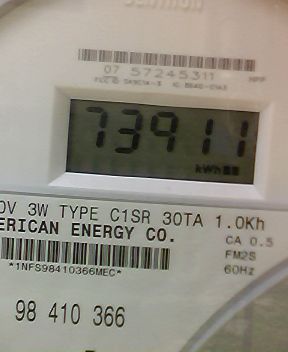 07 57245311
73911
kWh
0V 3W TYPE C1SR 30TA 1.0Kh
ERICAN ENERGY CO.
CA 0.5
*1NFS98410366MEC*
FM2S
60Hz
98 410 366